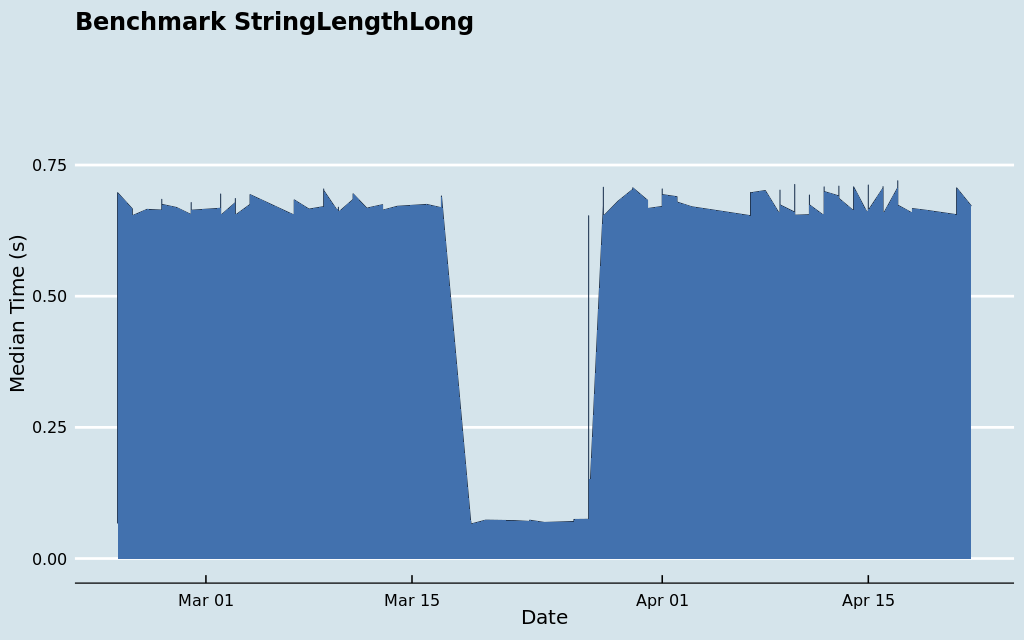 Benchmark StringLengthLong
Median Time (s)
0.75
0.50
0.25
0.00
Mar 01
Mar 15
Apr 01
Apr 15
Date